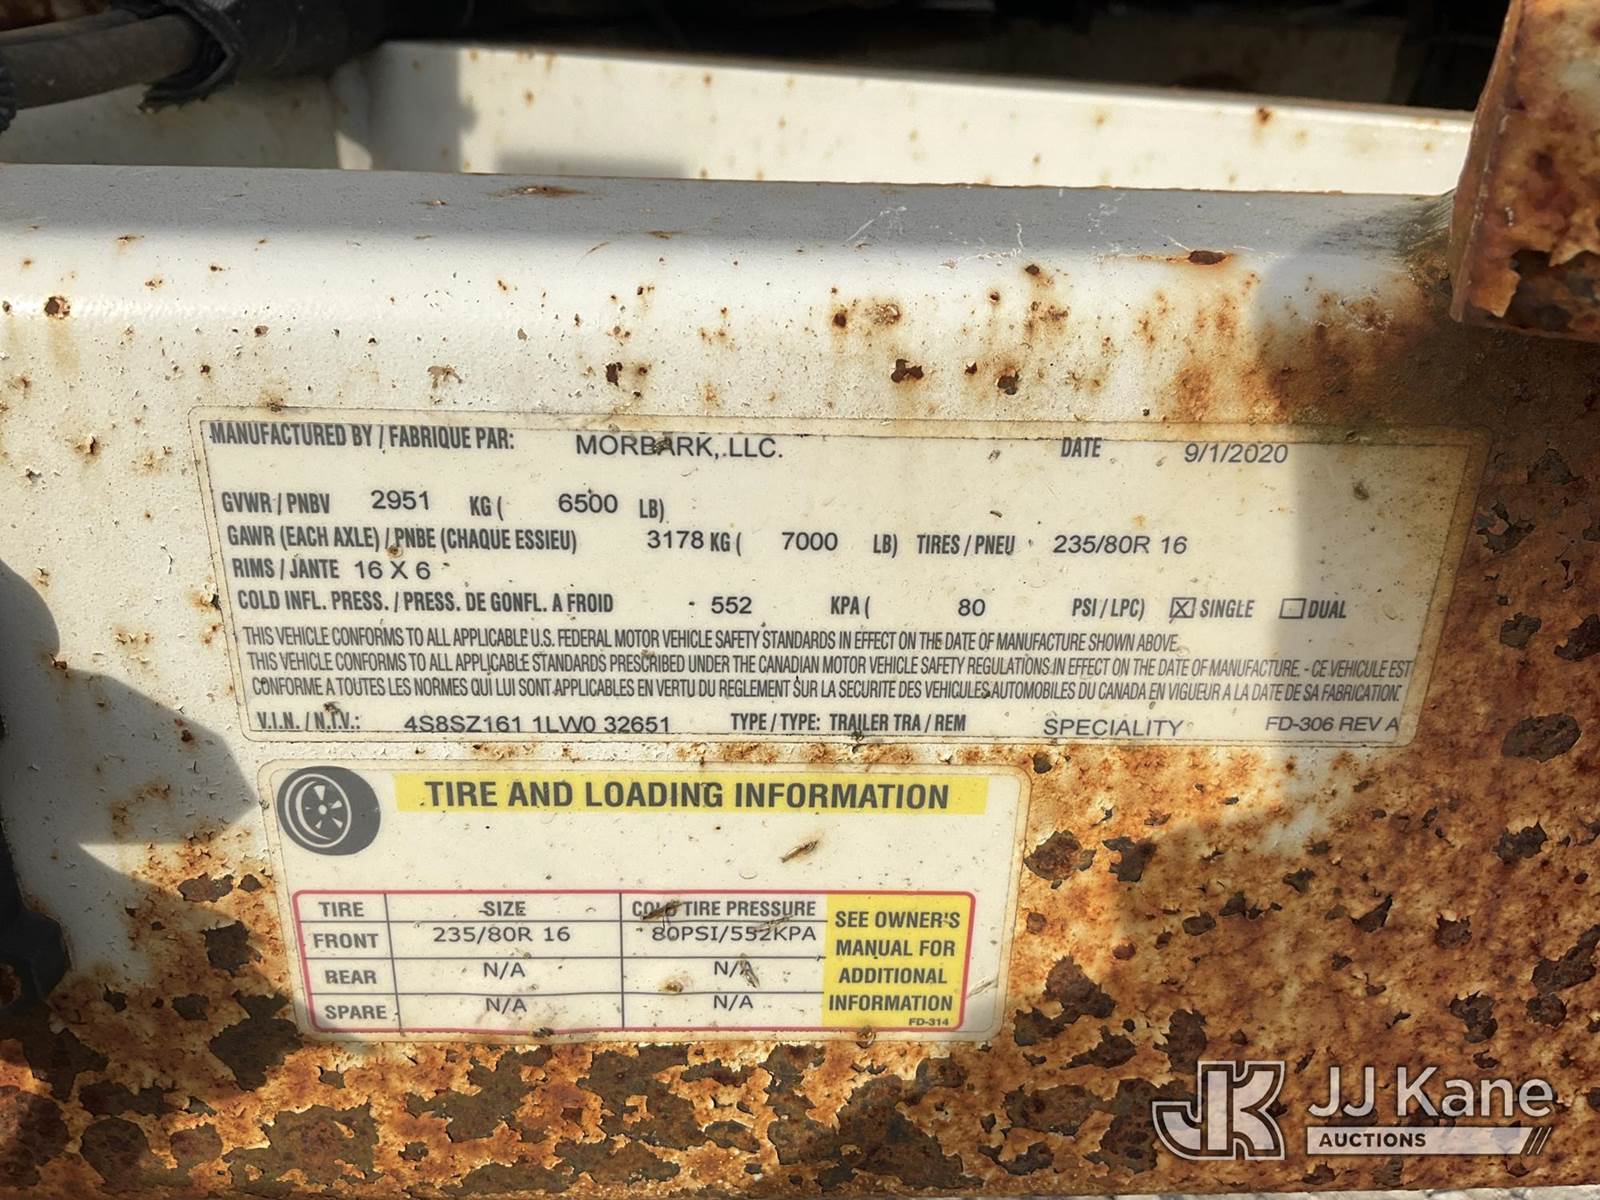 MANUFACTURED BY / FABRIQUE PAR: MORBARK, LLC. DATE 9/1/2020
GVWR / PNBV 2951 KG ( 6500 LB)
GAWR (EACH AXLE) / PNBE (CHAQUE ESSIEU) 3178 KG ( 7000 LB) TIRES / PNEU 235/80R 16
RIMS / JANTE 16 X 6
COLD INFL. PRESS. / PRESS. DE GONFL. A FROID 552 KPA ( 80 PSI / LPC) ☒ SINGLE ☐ DUAL
THIS VEHICLE CONFORMS TO ALL APPLICABLE U.S. FEDERAL MOTOR VEHICLE SAFETY STANDARDS IN EFFECT ON THE DATE OF MANUFACTURE SHOWN ABOVE.
THIS VEHICLE CONFORMS TO ALL APPLICABLE STANDARDS PRESCRIBED UNDER THE CANADIAN MOTOR VEHICLE SAFETY REGULATIONS IN EFFECT ON THE DATE OF MANUFACTURE. - CE VEHICULE EST
CONFORME A TOUTES LES NORMES QUI LUI SONT APPLICABLES EN VERTU DU REGLEMENT SUR LA SECURITE DES VEHICULES AUTOMOBILES DU CANADA EN VIGUEUR A LA DATE DE SA FABRICATION.
V.I.N. / N.I.V.: 4S8SZ161 1LW0 32651 TYPE / TYPE: TRAILER TRA / REM SPECIALITY FD-306 REV A
TIRE AND LOADING INFORMATION
TIRE SIZE COLD TIRE PRESSURE
FRONT 235/80R 16 80PSI/552KPA
REAR N/A N/A
SPARE N/A N/A
SEE OWNER'S
MANUAL FOR
ADDITIONAL
INFORMATION
FD-314
JK JJ Kane
AUCTIONS